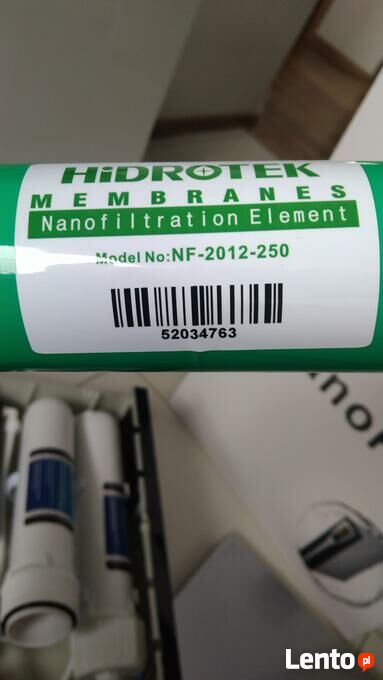 HiDROTEK
MEMBRANES
Nanofiltration Element
Model No:NF-2012-250
52034763
Lento.pl